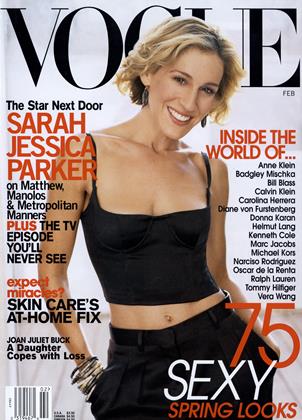 VOGUE
FEB
The Star Next Door
SARAH
JESSICA
PARKER
on Matthew,
Manolos
& Metropolitan
Manners
PLUS THE TV
EPISODE
YOU'LL
NEVER SEE
expect
miracles?
SKIN CARE'S
AT-HOME FIX
JOAN JULIET BUCK
A Daughter
Copes with Loss
INSIDE THE
WORLD OF...
Anne Klein
Badgley Mischka
Bill Blass
Calvin Klein
Carolina Herrera
Diane von Furstenberg
Donna Karan
Helmut Lang
Kenneth Cole
Marc Jacobs
Michael Kors
Narciso Rodriguez
Oscar de la Renta
Ralph Lauren
Tommy Hilfiger
Vera Wang
75
SEXY
SPRING LOOKS
02>